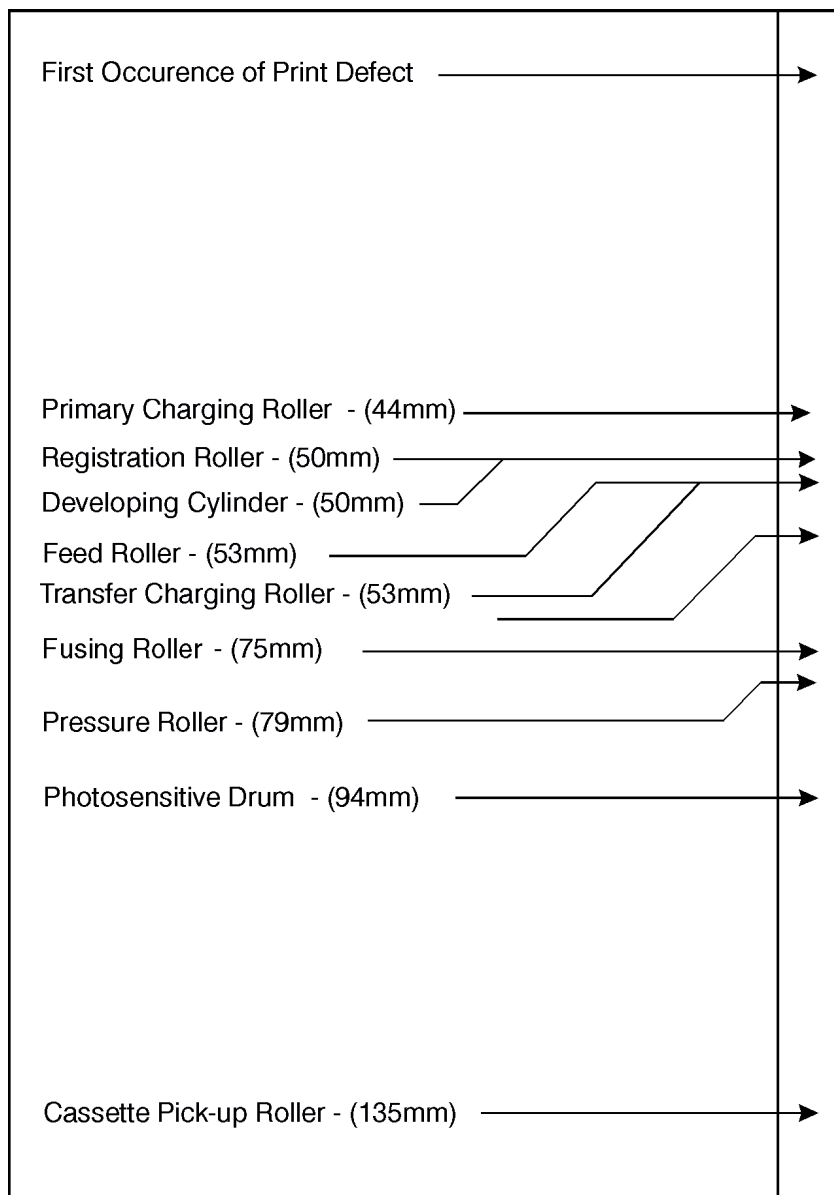 First Occurence of Print Defect
Primary Charging Roller - (44mm)
Registration Roller - (50mm)
Developing Cylinder - (50mm)
Feed Roller - (53mm)
Transfer Charging Roller - (53mm)
Fusing Roller - (75mm)
Pressure Roller - (79mm)
Photosensitive Drum - (94mm)
Cassette Pick-up Roller - (135mm)